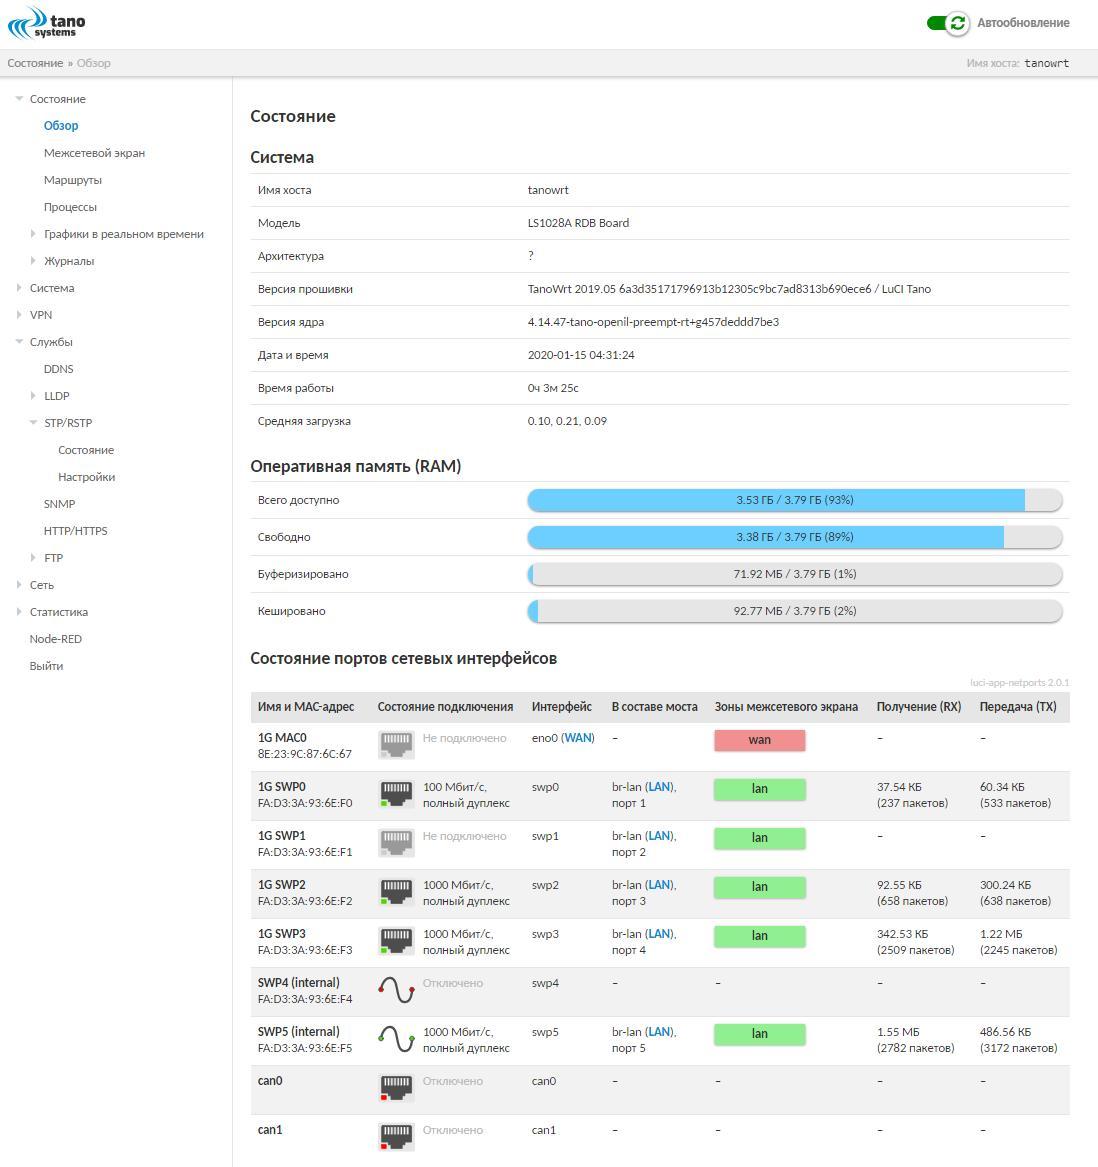 tano
systems
Автообновление
Состояние » Обзор
Имя хоста: tanowrt
Состояние
Обзор
Межсетевой экран
Маршруты
Процессы
Графики в реальном времени
Журналы
Система
VPN
Службы
DDNS
LLDP
STP/RSTP
Состояние
Настройки
SNMP
HTTP/HTTPS
FTP
Сеть
Статистика
Node-RED
Выйти
Состояние
Система
Имя хоста tanowrt
Модель LS1028A RDB Board
Архитектура ?
Версия прошивки TanoWrt 2019.05 6a3d35171796913b12305c9bc7ad8313b690ece6 / LuCI Tano
Версия ядра 4.14.47-tano-openil-preempt-rt+g457deddd7be3
Дата и время 2020-01-15 04:31:24
Время работы 0ч 3м 25с
Средняя загрузка 0.10, 0.21, 0.09
Оперативная память (RAM)
Всего доступно 3.53 ГБ / 3.79 ГБ (93%)
Свободно 3.38 ГБ / 3.79 ГБ (89%)
Буферизировано 71.92 МБ / 3.79 ГБ (1%)
Кешировано 92.77 МБ / 3.79 ГБ (2%)
Состояние портов сетевых интерфейсов
luci-app-netports 2.0.1
Имя и MAC-адрес Состояние подключения Интерфейс В составе моста Зоны межсетевого экрана Получение (RX) Передача (TX)
1G MAC0 Не подключено eno0 (WAN) – wan – –
8E:23:9C:87:6C:67
1G SWP0 100 Мбит/с, swp0 br-lan (LAN), lan 37.54 КБ 60.34 КБ
FA:D3:3A:93:6E:F0 полный дуплекс порт 1 (237 пакетов) (533 пакетов)
1G SWP1 Не подключено swp1 br-lan (LAN), lan – –
FA:D3:3A:93:6E:F1 порт 2
1G SWP2 1000 Мбит/с, swp2 br-lan (LAN), lan 92.55 КБ 300.24 КБ
FA:D3:3A:93:6E:F2 полный дуплекс порт 3 (658 пакетов) (638 пакетов)
1G SWP3 1000 Мбит/с, swp3 br-lan (LAN), lan 342.53 КБ 1.22 МБ
FA:D3:3A:93:6E:F3 полный дуплекс порт 4 (2509 пакетов) (2245 пакетов)
SWP4 (internal) Отключено swp4 – – – –
FA:D3:3A:93:6E:F4
SWP5 (internal) 1000 Мбит/с, swp5 br-lan (LAN), lan 1.55 МБ 486.56 КБ
FA:D3:3A:93:6E:F5 полный дуплекс порт 5 (2782 пакетов) (3172 пакетов)
can0 Отключено can0 – – – –
can1 Отключено can1 – – – –